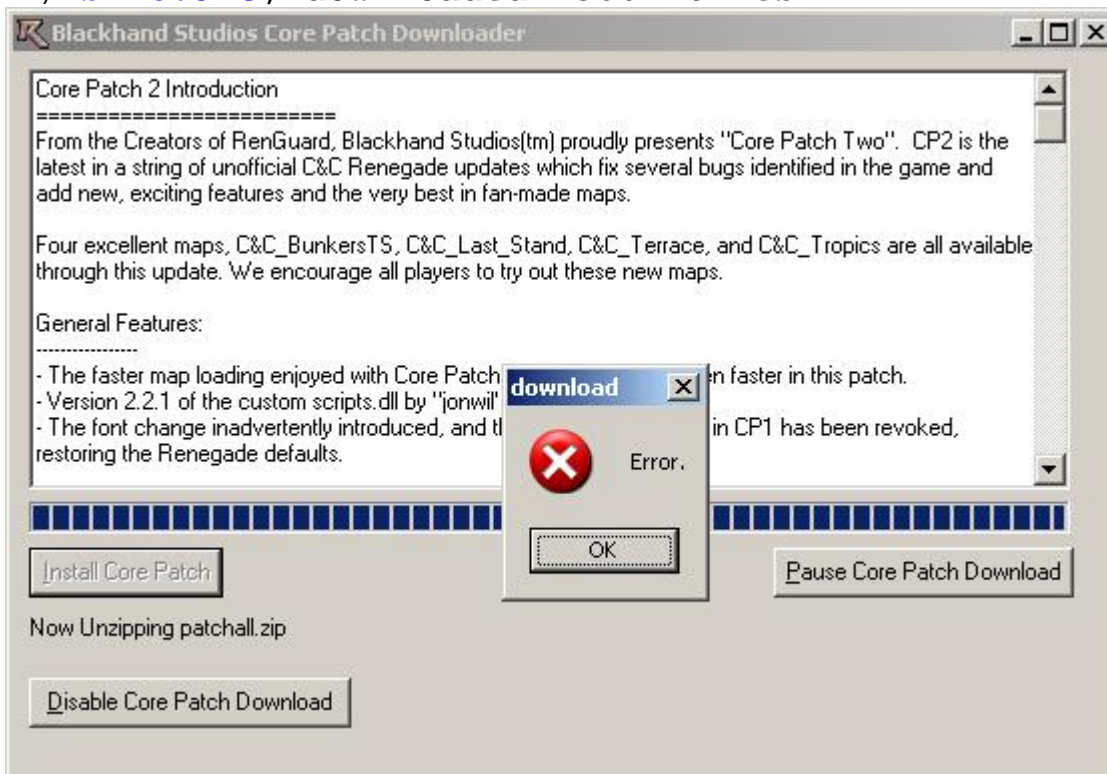 Blackhand Studios Core Patch Downloader
Core Patch 2 Introduction
==========================
From the Creators of RenGuard, Blackhand Studios(tm) proudly presents "Core Patch Two". CP2 is the
latest in a string of unofficial C&C Renegade updates which fix several bugs identified in the game and
add new, exciting features and the very best in fan-made maps.
Four excellent maps, C&C_BunkersTS, C&C_Last_Stand, C&C_Terrace, and C&C_Tropics are all available
through this update. We encourage all players to try out these new maps.
General Features:
----------------
- The faster map loading enjoyed with Core Patch
n faster in this patch.
- Version 2.2.1 of the custom scripts.dll by "jonwil"
- The font change inadvertently introduced, and th
in CP1 has been revoked,
restoring the Renegade defaults.
download
Error.
OK
Install Core Patch
Pause Core Patch Download
Now Unzipping patchall.zip
Disable Core Patch Download